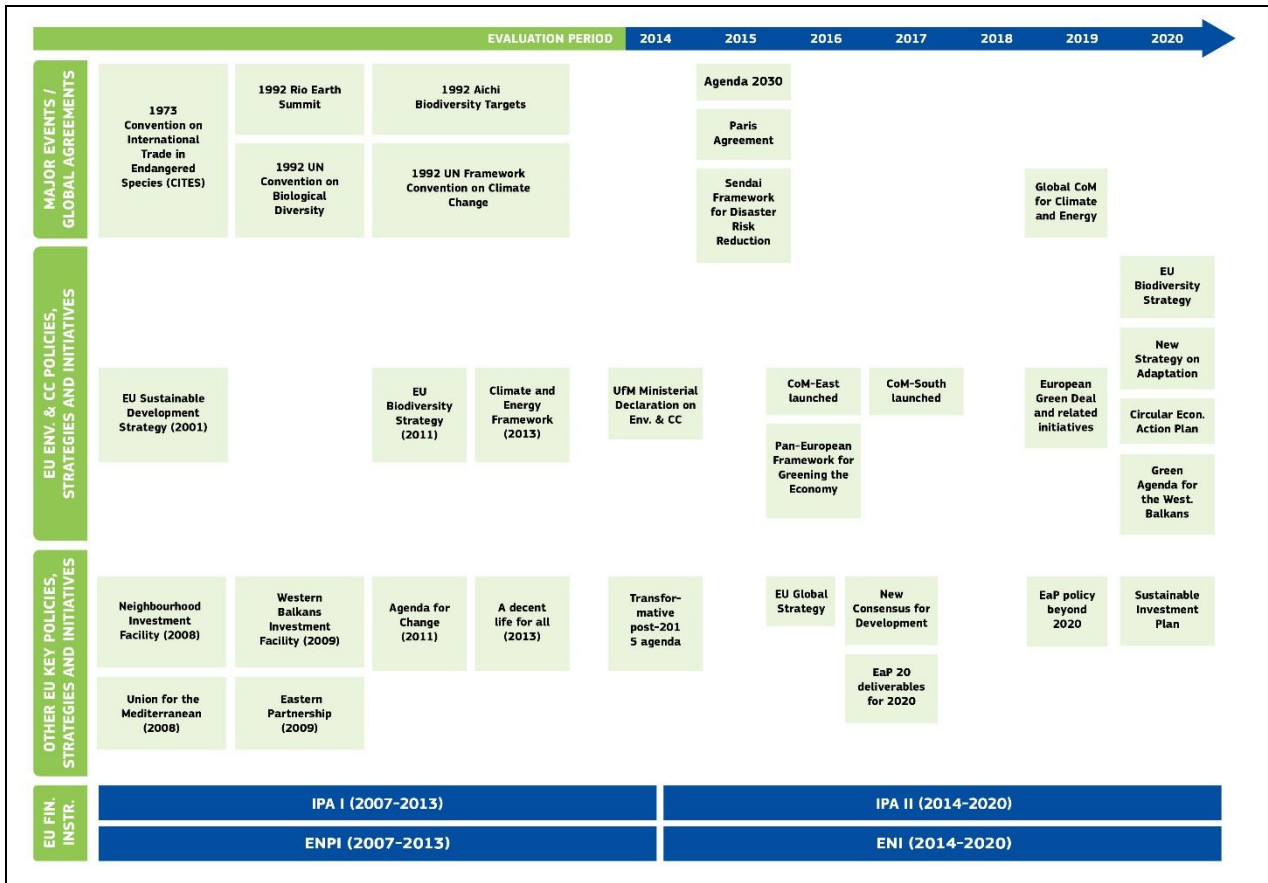 EVALUATION PERIOD 2014 2015 2016 2017 2018 2019 2020
MAJOR EVENTS /
GLOBAL AGREEMENTS
1973
Convention on
International
Trade in
Endangered
Species (CITES)
1992 Rio Earth
Summit
1992 UN
Convention on
Biological
Diversity
1992 Aichi
Biodiversity Targets
1992 UN Framework
Convention on Climate
Change
Agenda 2030
Paris
Agreement
Sendai
Framework
for Disaster
Risk
Reduction
Global CoM
for Climate
and Energy
EU ENV. & CC POLICIES,
STRATEGIES AND INITIATIVES
EU Sustainable
Development
Strategy (2001)
EU
Biodiversity
Strategy
(2011)
Climate and
Energy
Framework
(2013)
UfM Ministerial
Declaration on
Env. & CC
CoM-East
launched
Pan-European
Framework for
Greening the
Economy
CoM-South
launched
European
Green Deal
and related
initiatives
EU
Biodiversity
Strategy
New
Strategy on
Adaptation
Circular Econ.
Action Plan
Green
Agenda for
the West.
Balkans
OTHER EU KEY POLICIES,
STRATEGIES AND INITIATIVES
Neighbourhood
Investment
Facility (2008)
Union for the
Mediterranean
(2008)
Western
Balkans
Investment
Facility (2009)
Eastern
Partnership
(2009)
Agenda for
Change
(2011)
A decent
life for all
(2013)
Transfor-
mative
post-201
5 agenda
EU Global
Strategy
New
Consensus for
Development
EaP 20
deliverables
for 2020
EaP policy
beyond
2020
Sustainable
Investment
Plan
EU FIN.
INSTR.
IPA I (2007-2013)
IPA II (2014-2020)
ENPI (2007-2013)
ENI (2014-2020)